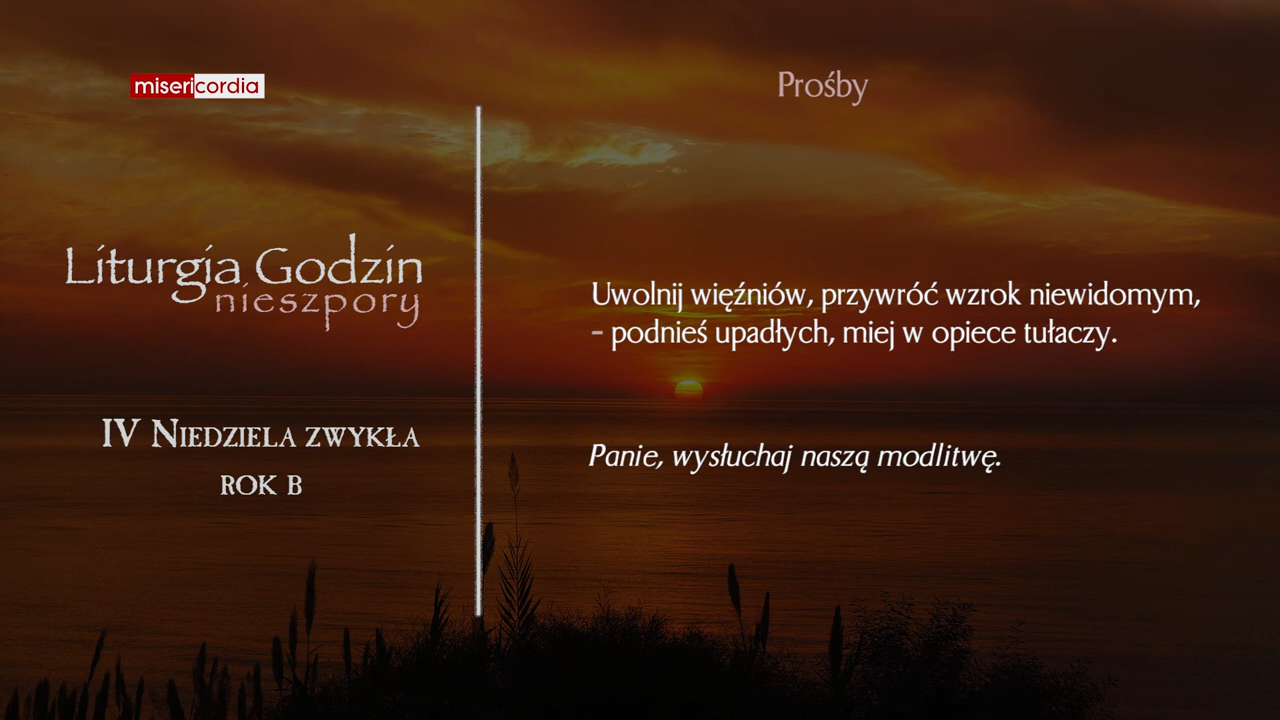 misericordia
Liturgia Godzin
nieszpory
IV Niedziela zwykła
rok B
Prośby
Uwolnij więźniów, przywróć wzrok niewidomym,
– podnieś upadłych, miej w opiece tułaczy.
Panie, wysłuchaj naszą modlitwę.